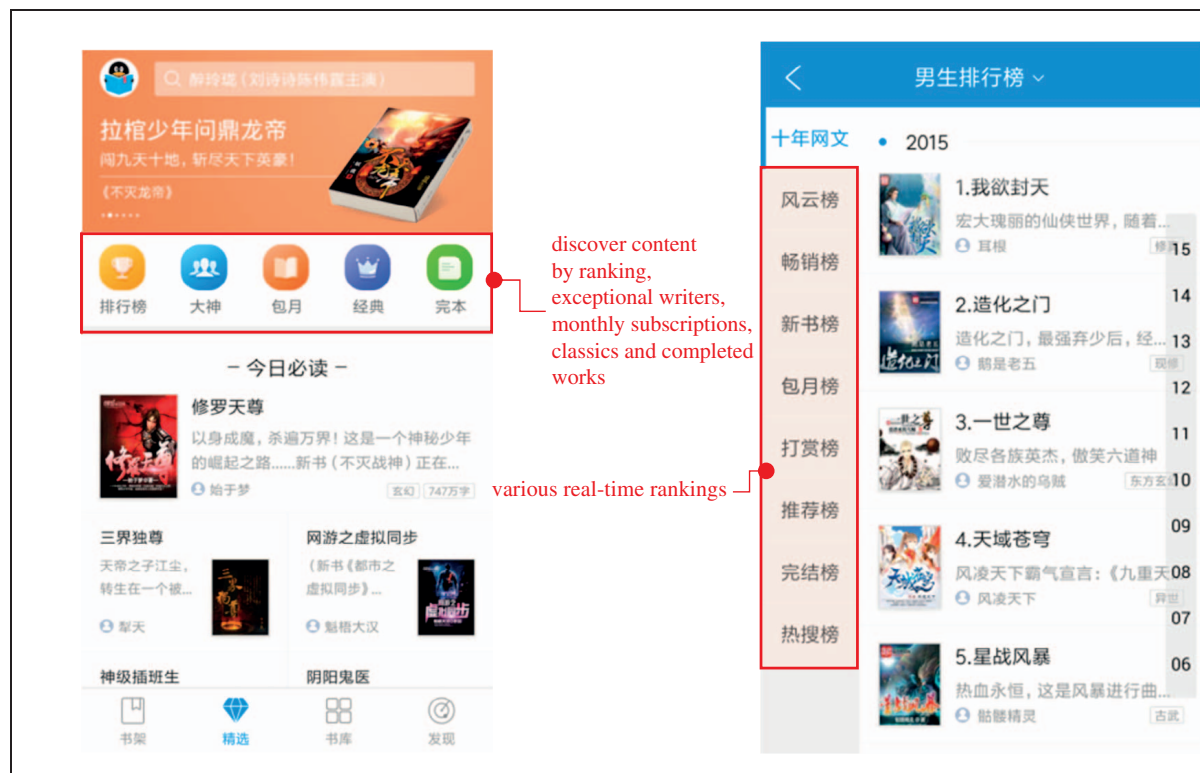 醉玲珑(刘诗诗陈伟霆主演)
拉棺少年问鼎龙帝
闯九天十地, 斩尽天下英豪!
《不灭龙帝》
排行榜
大神
包月
经典
完本
– 今日必读 –
修罗天尊
以身成魔, 杀遍万界! 这是一个神秘少年
的崛起之路......新书 (不灭战神) 正在...
始于梦
玄幻
747万字
三界独尊
天帝之子江尘,
转生在一个被...
犁天
网游之虚拟同步
(新书《都市之
虚拟同步》...
魁梧大汉
神级插班生
阴阳鬼医
书架
精选
书库
发现
discover content
by ranking,
exceptional writers,
monthly subscriptions,
classics and completed
works
various real-time rankings
男生排行榜
十年网文
风云榜
畅销榜
新书榜
包月榜
打赏榜
推荐榜
完结榜
热搜榜
2015
1.我欲封天
宏大瑰丽的仙侠世界, 随着...
耳根
2.造化之门
造化之门, 最强弃少后, 经...
鹅是老五
现修
3.一世之尊
败尽各族英杰, 傲笑六道神
爱潜水的乌贼
东方玄幻
4.天域苍穹
风凌天下霸气宣言:《九重天
风凌天下
异世
5.星战风暴
热血永恒, 这是风暴进行曲...
骷髅精灵
古武
15
14
13
12
11
10
09
08
07
06